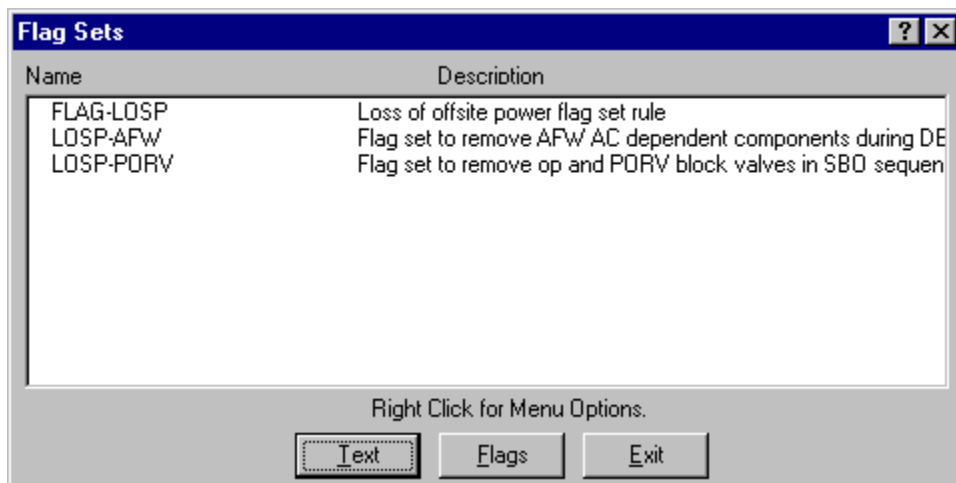 Flag Sets
Name Description
FLAG-LOSP Loss of offsite power flag set rule
LOSP-AFW Flag set to remove AFW AC dependent components during DE
LOSP-PORV Flag set to remove op and PORV block valves in SBO sequen
Right Click for Menu Options.
Text Flags Exit